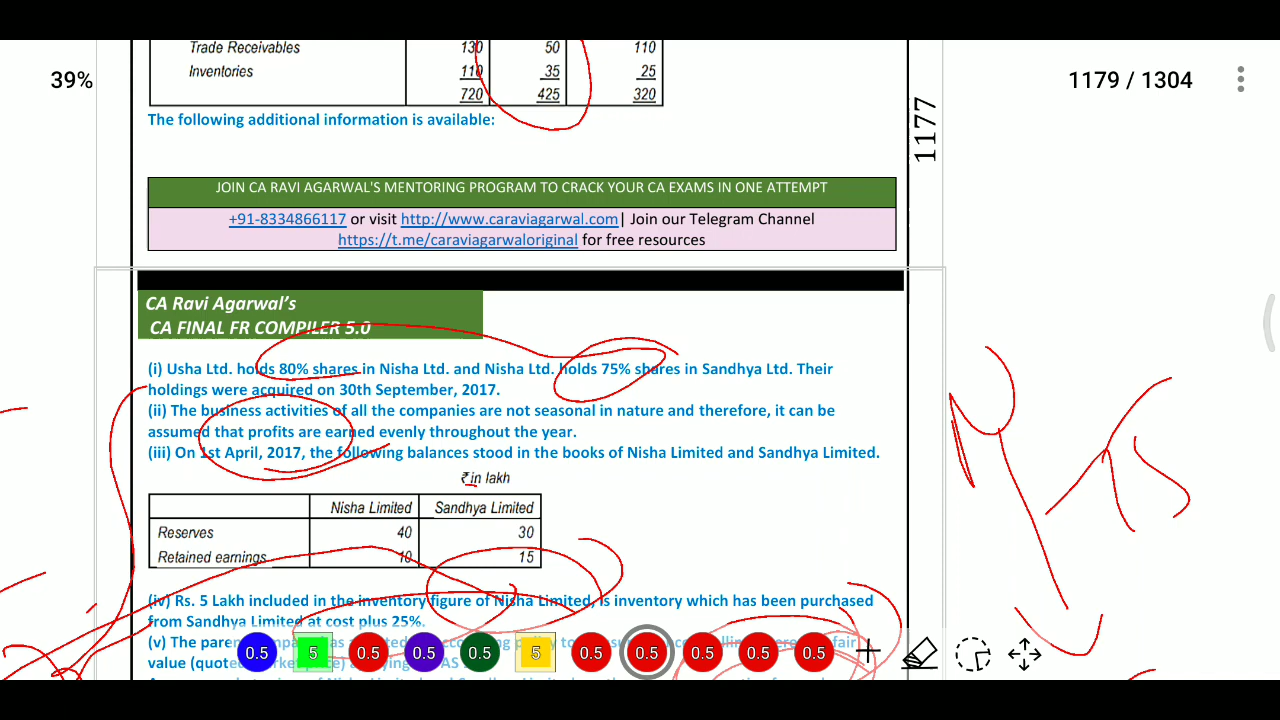 39%
1179 / 1304
Trade Receivables 130 50 110
Inventories 110 35 25
720 425 320
The following additional information is available:
1177
JOIN CA RAVI AGARWAL'S MENTORING PROGRAM TO CRACK YOUR CA EXAMS IN ONE ATTEMPT
+91-8334866117 or visit http://www.caraviagarwal.com| Join our Telegram Channel
https://t.me/caraviagarwaloriginal for free resources
CA Ravi Agarwal's
CA FINAL FR COMPILER 5.0
(i) Usha Ltd. holds 80% shares in Nisha Ltd. and Nisha Ltd. holds 75% shares in Sandhya Ltd. Their
holdings were acquired on 30th September, 2017.
(ii) The business activities of all the companies are not seasonal in nature and therefore, it can be
assumed that profits are earned evenly throughout the year.
(iii) On 1st April, 2017, the following balances stood in the books of Nisha Limited and Sandhya Limited.
₹ in lakh
Nisha Limited Sandhya Limited
Reserves 40 30
Retained earnings 10 15
(iv) Rs. 5 Lakh included in the inventory figure of Nisha Limited, is inventory which has been purchased
from Sandhya Limited at cost plus 25%.
(v) The
value
0.5 5 0.5 0.5 0.5 5 0.5 0.5 0.5 0.5 0.5